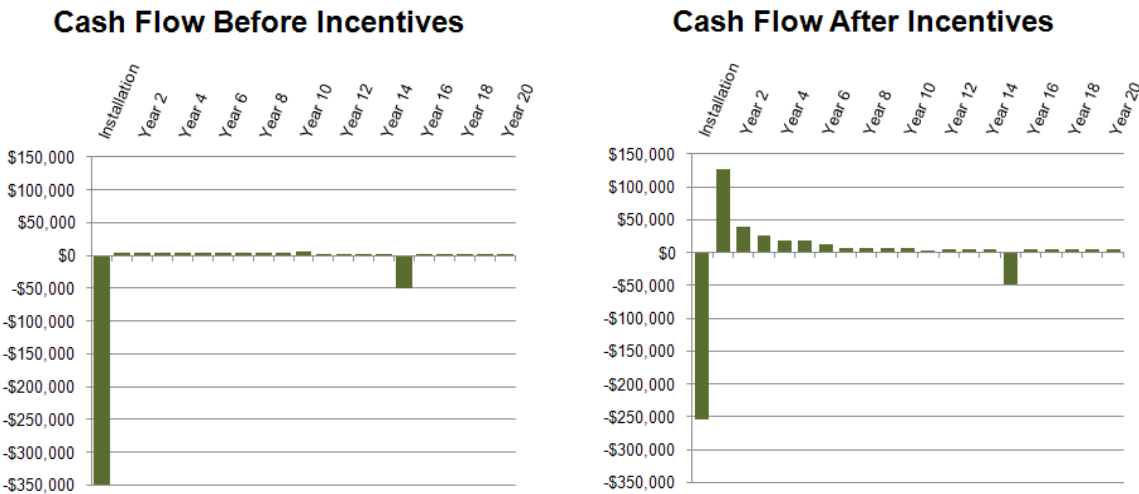 Cash Flow Before Incentives
Installation
Year 2
Year 4
Year 6
Year 8
Year 10
Year 12
Year 14
Year 16
Year 18
Year 20
$150,000
$100,000
$50,000
$0
-$50,000
-$100,000
-$150,000
-$200,000
-$250,000
-$300,000
-$350,000
Cash Flow After Incentives
Installation
Year 2
Year 4
Year 6
Year 8
Year 10
Year 12
Year 14
Year 16
Year 18
Year 20
$150,000
$100,000
$50,000
$0
-$50,000
-$100,000
-$150,000
-$200,000
-$250,000
-$300,000
-$350,000